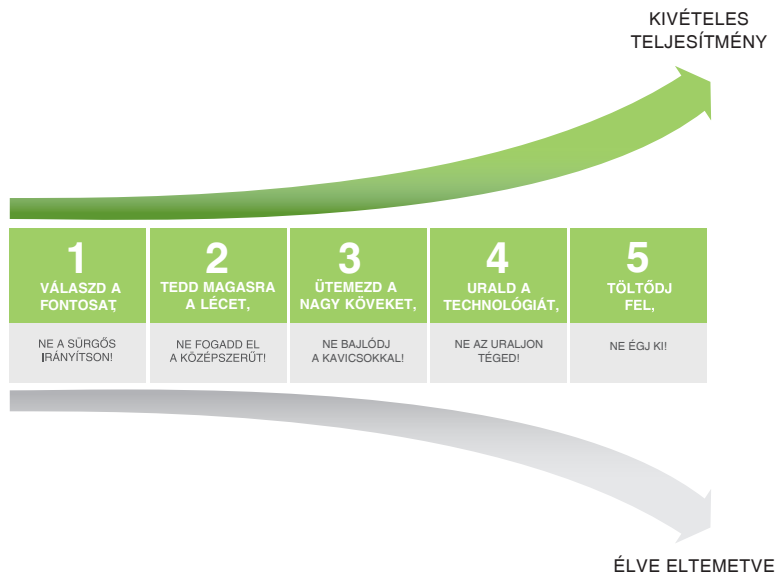 KIVÉTELES
TELJESÍTMÉNY
1
VÁLASZD A
FONTOSAT,
NE A SÜRGŐS
IRÁNYÍTSON!
2
TEDD MAGASRA
A LÉCET,
NE FOGADD EL
A KÖZÉPSZERŰT!
3
ÜTEMEZD A
NAGY KÖVEKET,
NE BAJLÓDJ
A KAVICSOKKAL!
4
URALD A
TECHNOLÓGIÁT,
NE AZ URALJON
TÉGED!
5
TÖLTŐDJ
FEL,
NE ÉGJ KI!
ÉLVE ELTEMETVE